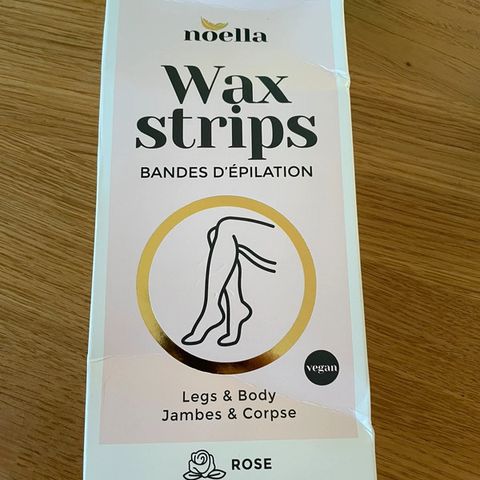 noella
Wax
strips
BANDES D'ÉPILATION
vegan
Legs & Body
Jambes & Corpse
ROSE